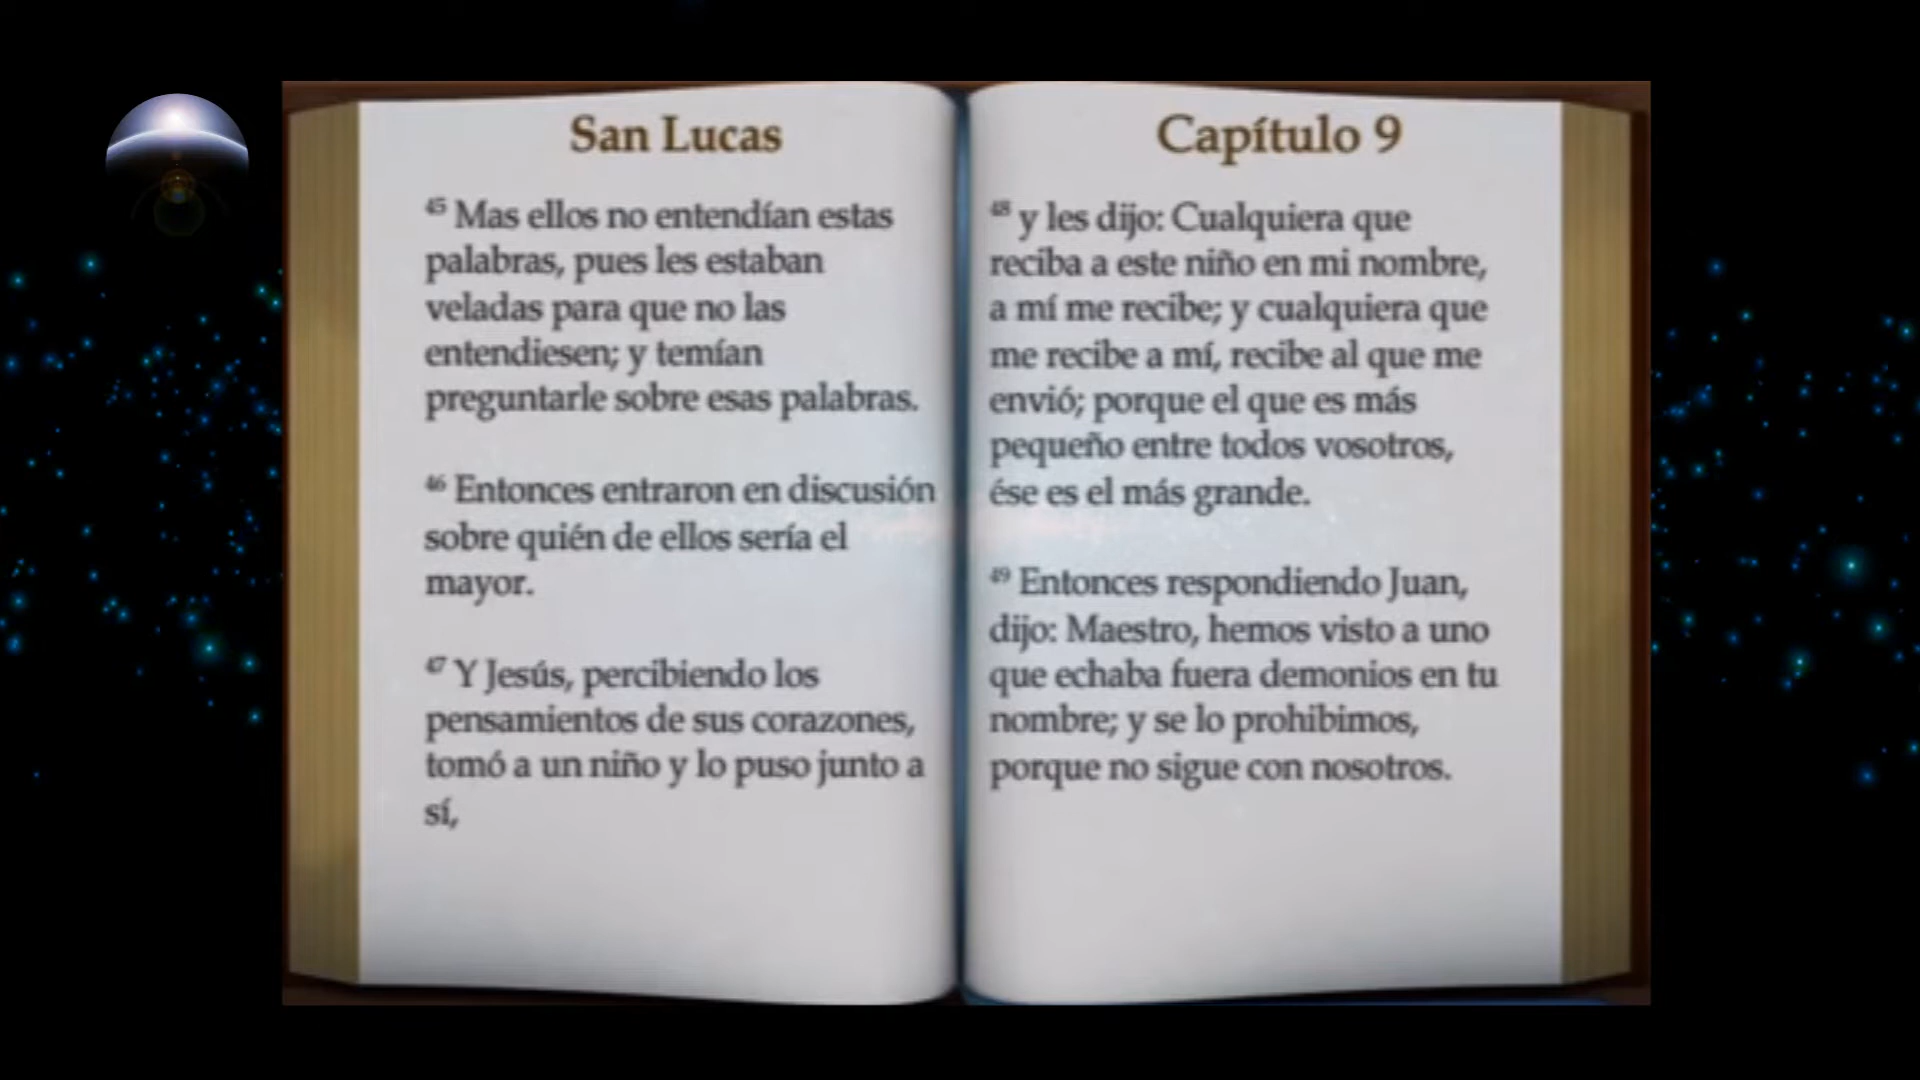 San Lucas
45 Mas ellos no entendían estas
palabras, pues les estaban
veladas para que no las
entendiesen; y temían
preguntarle sobre esas palabras.
46 Entonces entraron en discusión
sobre quién de ellos sería el
mayor.
47 Y Jesús, percibiendo los
pensamientos de sus corazones,
tomó a un niño y lo puso junto a
sí,
Capítulo 9
48 y les dijo: Cualquiera que
reciba a este niño en mi nombre,
a mí me recibe; y cualquiera que
me recibe a mí, recibe al que me
envió; porque el que es más
pequeño entre todos vosotros,
ése es el más grande.
49 Entonces respondiendo Juan,
dijo: Maestro, hemos visto a uno
que echaba fuera demonios en tu
nombre; y se lo prohibimos,
porque no sigue con nosotros.